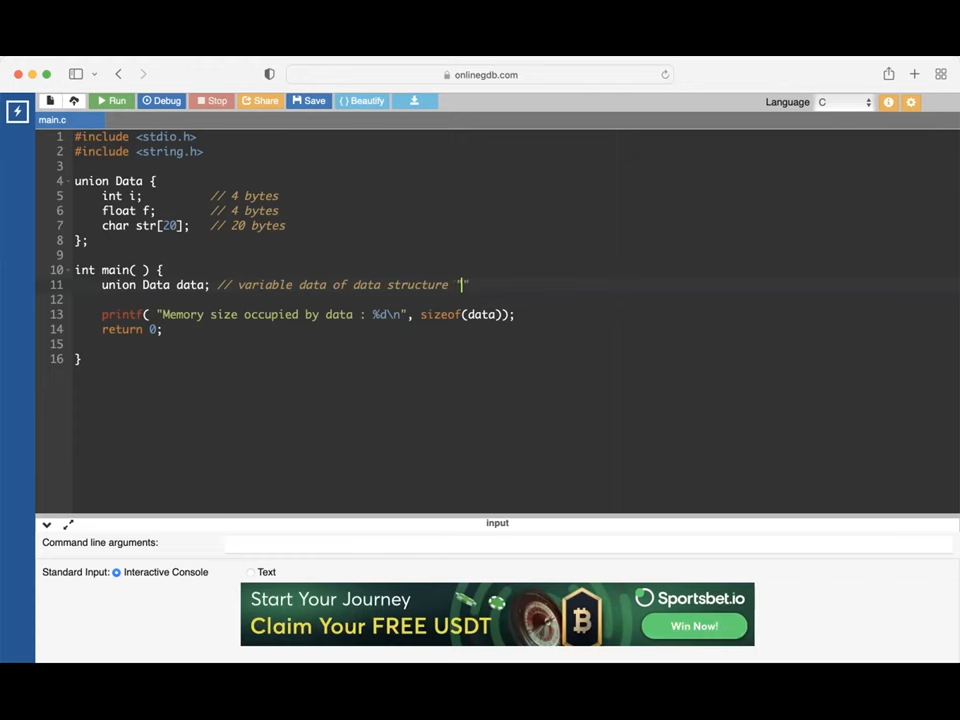 onlinegdb.com
Run Debug Stop Share Save { } Beautify Language C
main.c
1 #include <stdio.h>
2 #include <string.h>
3
4 union Data {
5 int i; // 4 bytes
6 float f; // 4 bytes
7 char str[20]; // 20 bytes
8 };
9
10 int main( ) {
11 union Data data; // variable data of data structure ""
12
13 printf( "Memory size occupied by data : %d\n", sizeof(data));
14 return 0;
15
16 }
input
Command line arguments:
Standard Input: Interactive Console Text
Start Your Journey
Claim Your FREE USDT
Sportsbet.io
Win Now!